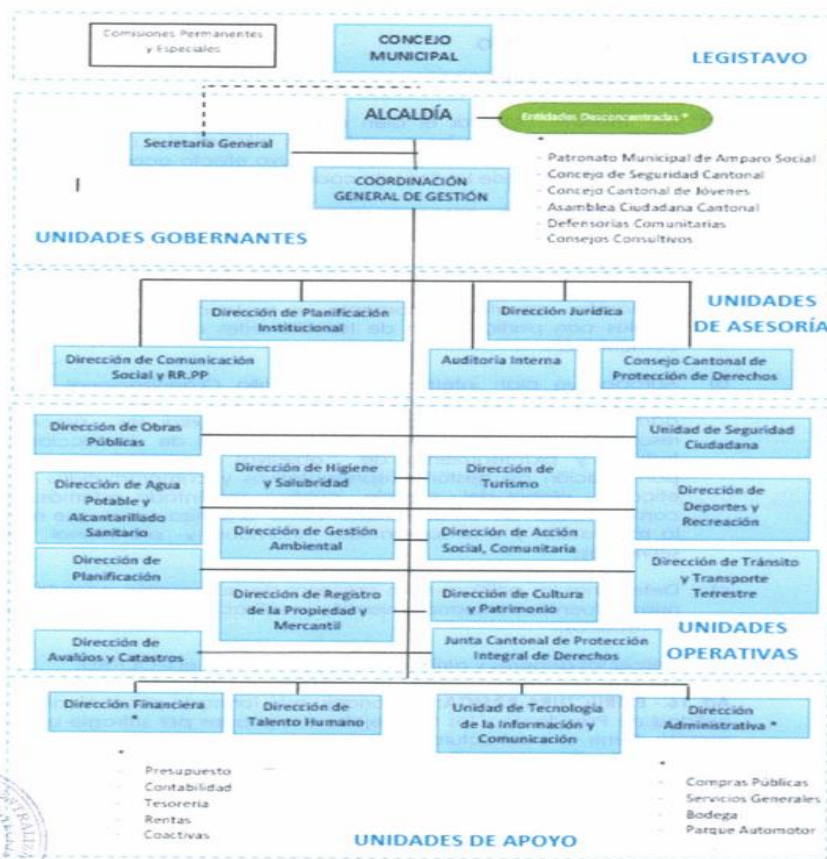 Comisiones Permanentes
y Especiales
CONCEJO
MUNICIPAL
LEGISTAVO
ALCALDÍA
Entidades Desconcentradas *
Secretaría General
COORDINACIÓN
GENERAL DE GESTIÓN
*
- Patronato Municipal de Amparo Social
- Concejo de Seguridad Cantonal
- Concejo Cantonal de Jóvenes
- Asamblea Ciudadana Cantonal
- Defensorías Comunitarias
- Consejos Consultivos
UNIDADES GOBERNANTES
Dirección de Planificación
Institucional
Dirección Jurídica
UNIDADES
DE ASESORÍA
Dirección de Comunicación
Social y RR.PP
Auditoría Interna
Consejo Cantonal de
Protección de Derechos
Dirección de Obras
Públicas
Unidad de Seguridad
Ciudadana
Dirección de Higiene
y Salubridad
Dirección de
Turismo
Dirección de Agua
Potable y
Alcantarillado
Sanitario
Dirección de
Deportes y
Recreación
Dirección de Gestión
Ambiental
Dirección de Acción
Social, Comunitaria
Dirección de
Planificación
Dirección de Tránsito
y Transporte
Terrestre
Dirección de Registro
de la Propiedad y
Mercantil
Dirección de Cultura
y Patrimonio
UNIDADES
OPERATIVAS
Dirección de
Avalúos y Catastros
Junta Cantonal de Protección
Integral de Derechos
Dirección Financiera
*
Dirección de
Talento Humano
Unidad de Tecnología
de la Información y
Comunicación
Dirección
Administrativa *
*
- Presupuesto
- Contabilidad
- Tesorería
- Rentas
- Coactivas
*
- Compras Públicas
- Servicios Generales
- Bodega
- Parque Automotor
UNIDADES DE APOYO